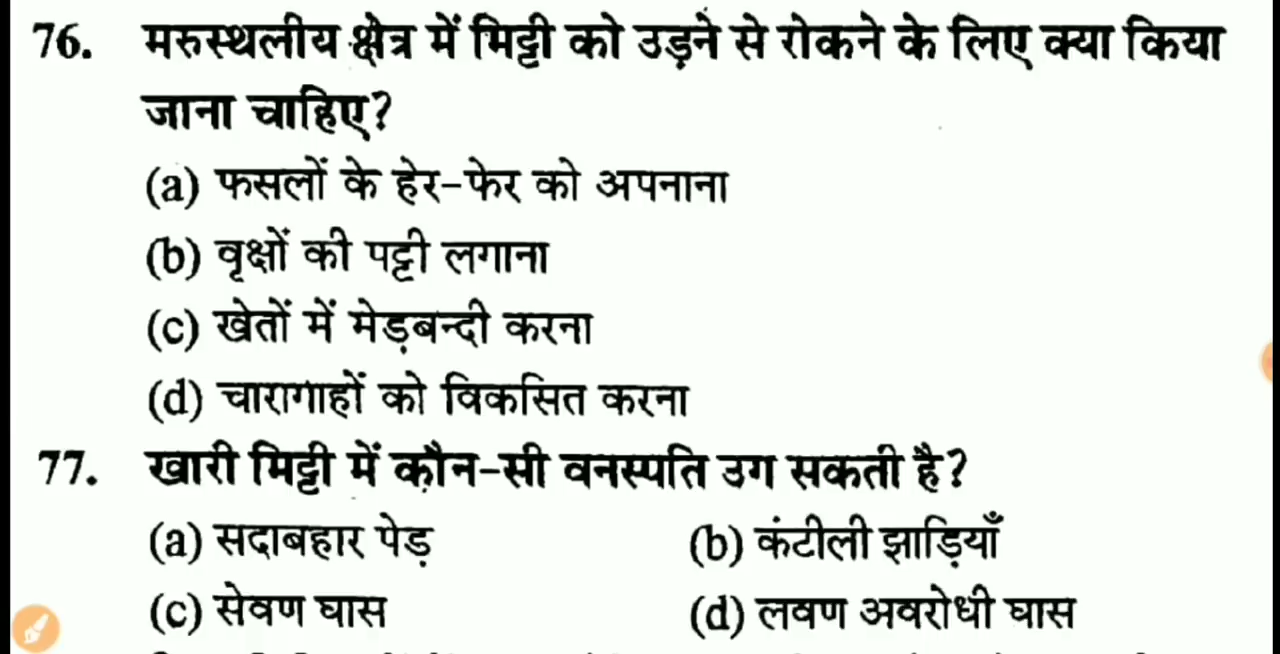 76. मरुस्थलीय क्षेत्र में मिट्टी को उड़ने से रोकने के लिए क्या किया
जाना चाहिए?
(a) फसलों के हेर-फेर को अपनाना
(b) वृक्षों की पट्टी लगाना
(c) खेतों में मेड़बन्दी करना
(d) चारागाहों को विकसित करना
77. खारी मिट्टी में कौन-सी वनस्पति उग सकती है?
(a) सदाबहार पेड़ (b) कंटीली झाड़ियाँ
(c) सेवण घास (d) लवण अवरोधी घास